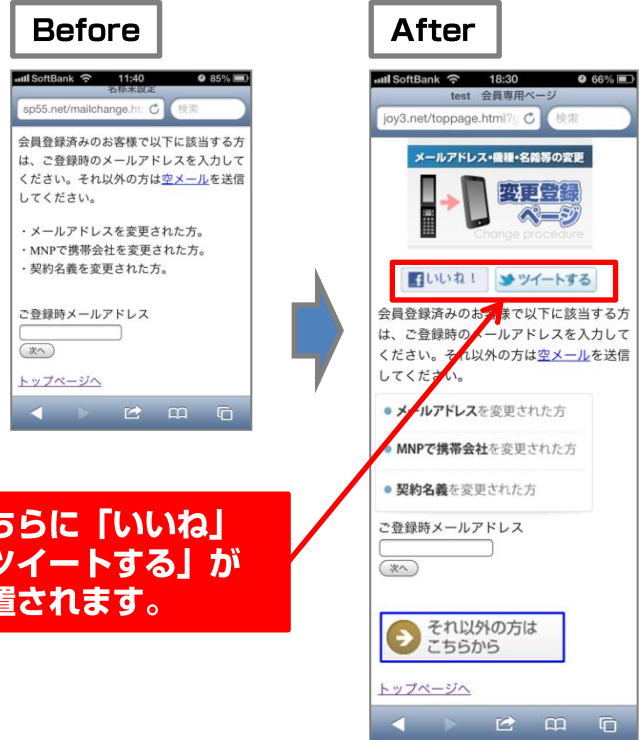 Before
SoftBank 11:40 85%
名称未設定
sp55.net/mailchange.ht
検索
会員登録済みのお客様で以下に該当する方
は、ご登録時のメールアドレスを入力して
ください。それ以外の方は空メールを送信
してください。
・メールアドレスを変更された方。
・MNPで携帯会社を変更された方。
・契約名義を変更された方。
ご登録時メールアドレス
次へ
トップページへ
After
SoftBank 18:30 66%
test 会員専用ページ
joy3.net/toppage.html?
検索
メールアドレス・機種・名義等の変更
変更登録
ページ
Change procedure
いいね！ ツイートする
会員登録済みのお客様で以下に該当する方
は、ご登録時のメールアドレスを入力して
ください。それ以外の方は空メールを送信
してください。
メールアドレスを変更された方
MNPで携帯会社を変更された方
契約名義を変更された方
ご登録時メールアドレス
次へ
それ以外の方は
こちらから
トップページへ
ちらに「いいね」
ツイートする」が
置されます。